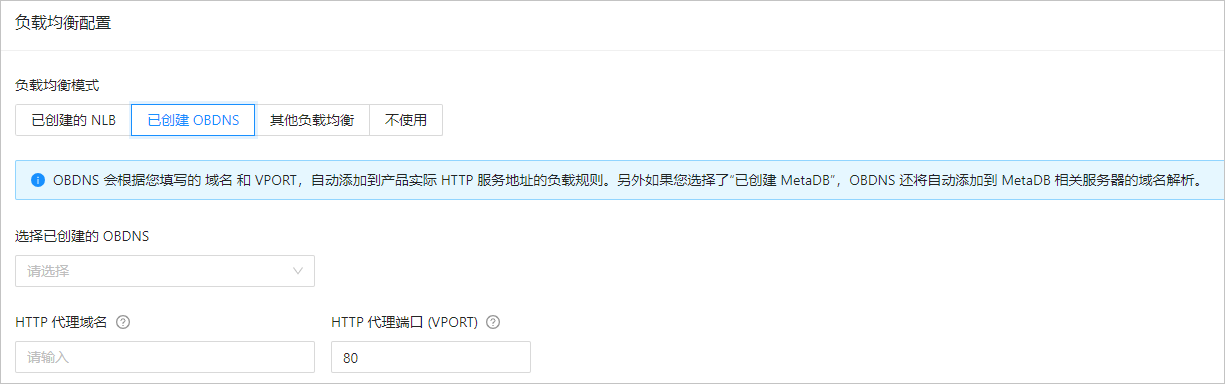 负载均衡配置
负载均衡模式
已创建的 NLB 已创建 OBDNS 其他负载均衡 不使用
OBDNS 会根据您填写的 域名 和 VPORT，自动添加到产品实际 HTTP 服务地址的负载规则。另外如果您选择了“已创建 MetaDB”，OBDNS 还将自动添加到 MetaDB 相关服务器的域名解析。
选择已创建的 OBDNS
请选择
HTTP 代理域名 HTTP 代理端口 (VPORT)
请输入 80